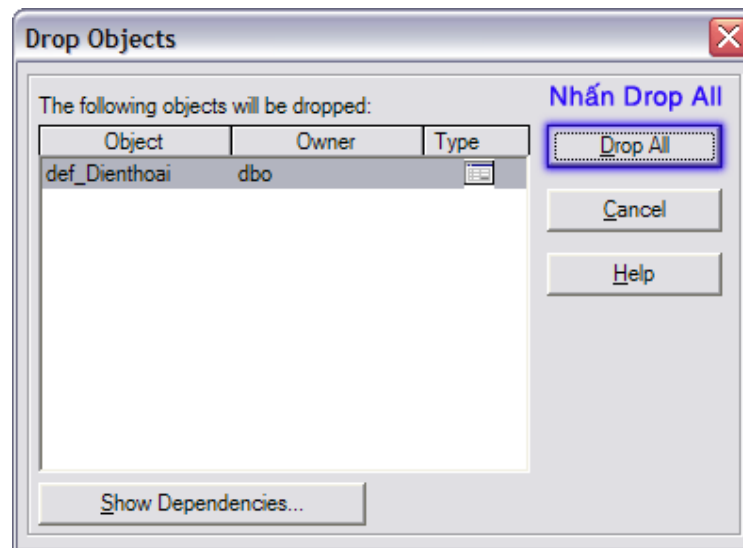 Drop Objects
Nhấn Drop All
The following objects will be dropped:
Object Owner Type
Drop All
def_Dienthoai dbo
Cancel
Help
Show Dependencies...